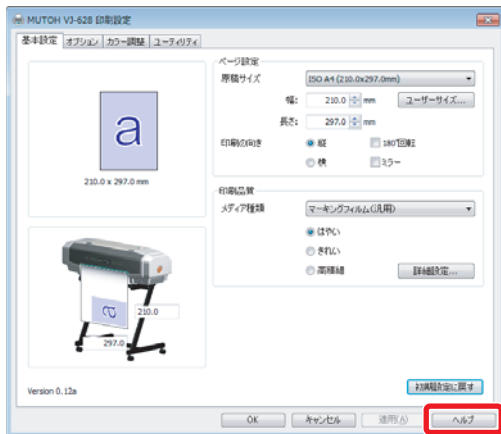 MUTOH VJ-628 印刷設定
基本設定 オプション カラー調整 ユーティリティ
ページ設定
原稿サイズ ISO A4 (210.0x297.0mm)
幅: 210.0 mm ユーザーサイズ...
長さ: 297.0 mm
印刷の向き 縦 180°回転
横 ミラー
a
210.0 x 297.0 mm
印刷品質
メディア種類 マーキングフィルム(汎用)
はやい
きれい
高精細 詳細設定...
a
210.0
297.0
Version 0.12a 初期設定に戻す
OK キャンセル 適用(A) ヘルプ